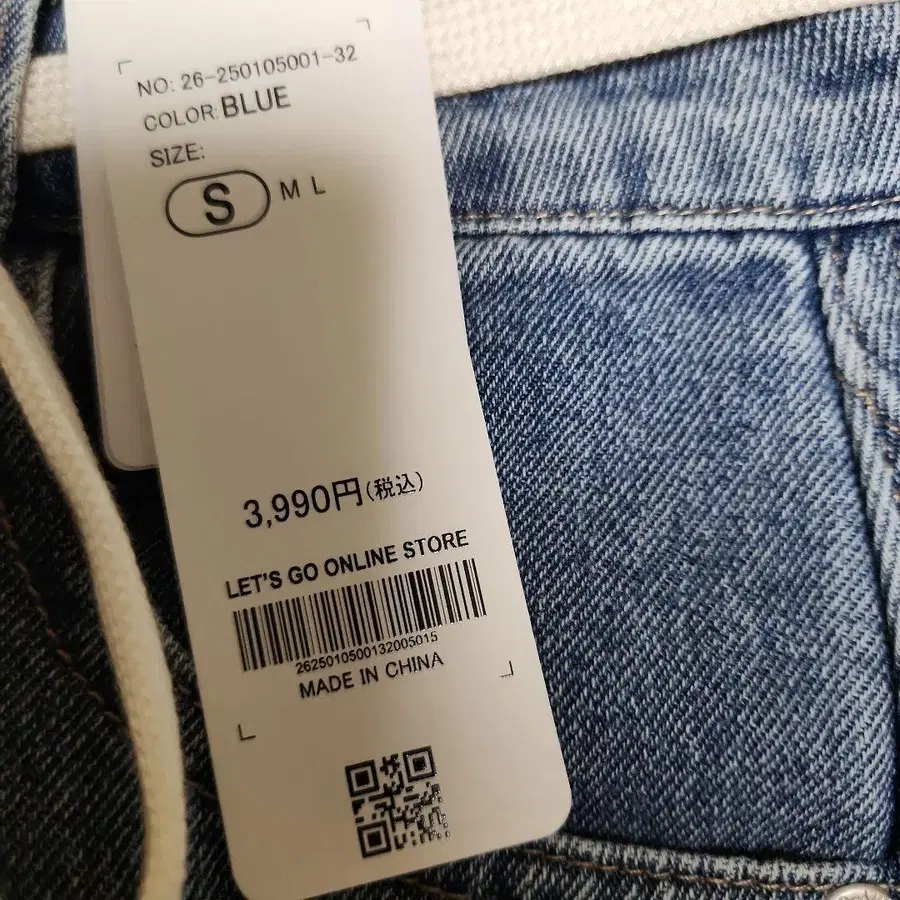 NO: 26-250105001-32
COLOR:BLUE
SIZE:
S M L
3,990円(税込)
LET'S GO ONLINE STORE
2625010500132005015
MADE IN CHINA